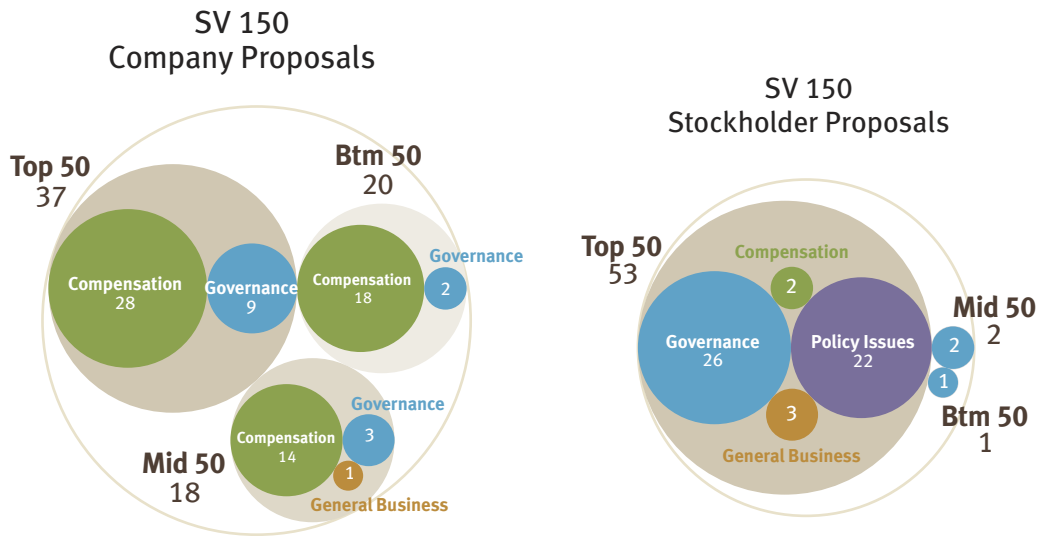 SV 150
Company Proposals
Top 50
37
Compensation
28
Governance
9
Btm 50
20
Compensation
18
Governance
2
Mid 50
18
Compensation
14
Governance
3
1
General Business
SV 150
Stockholder Proposals
Top 50
53
Compensation
2
Governance
26
Policy Issues
22
3
General Business
Mid 50
2
2
1
Btm 50
1